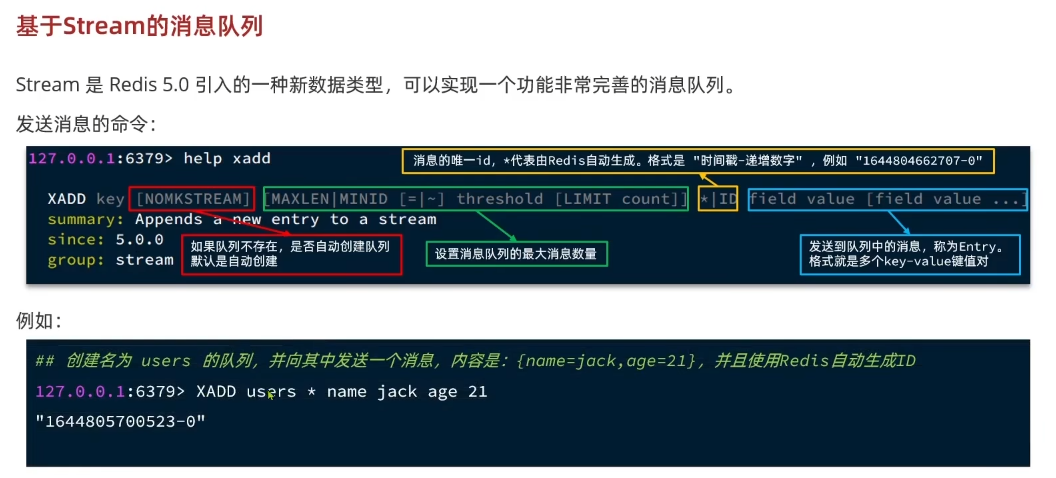 基于Stream的消息队列
Stream 是 Redis 5.0 引入的一种新数据类型，可以实现一个功能非常完善的消息队列。
发送消息的命令：
127.0.0.1:6379> help xadd
消息的唯一id，*代表由Redis自动生成。格式是 "时间戳-递增数字" ，例如 "1644804662707-0"
XADD key [NOMKSTREAM] [MAXLEN|MINID [=|~] threshold [LIMIT count]] *|ID field value [field value ...]
summary: Appends a new entry to a stream
since: 5.0.0
group: stream
如果队列不存在，是否自动创建队列
默认是自动创建
设置消息队列的最大消息数量
发送到队列中的消息，称为Entry。
格式就是多个key-value键值对
例如：
## 创建名为 users 的队列，并向其中发送一个消息，内容是：{name=jack,age=21}，并且使用Redis自动生成ID
127.0.0.1:6379> XADD users * name jack age 21
"1644805700523-0"